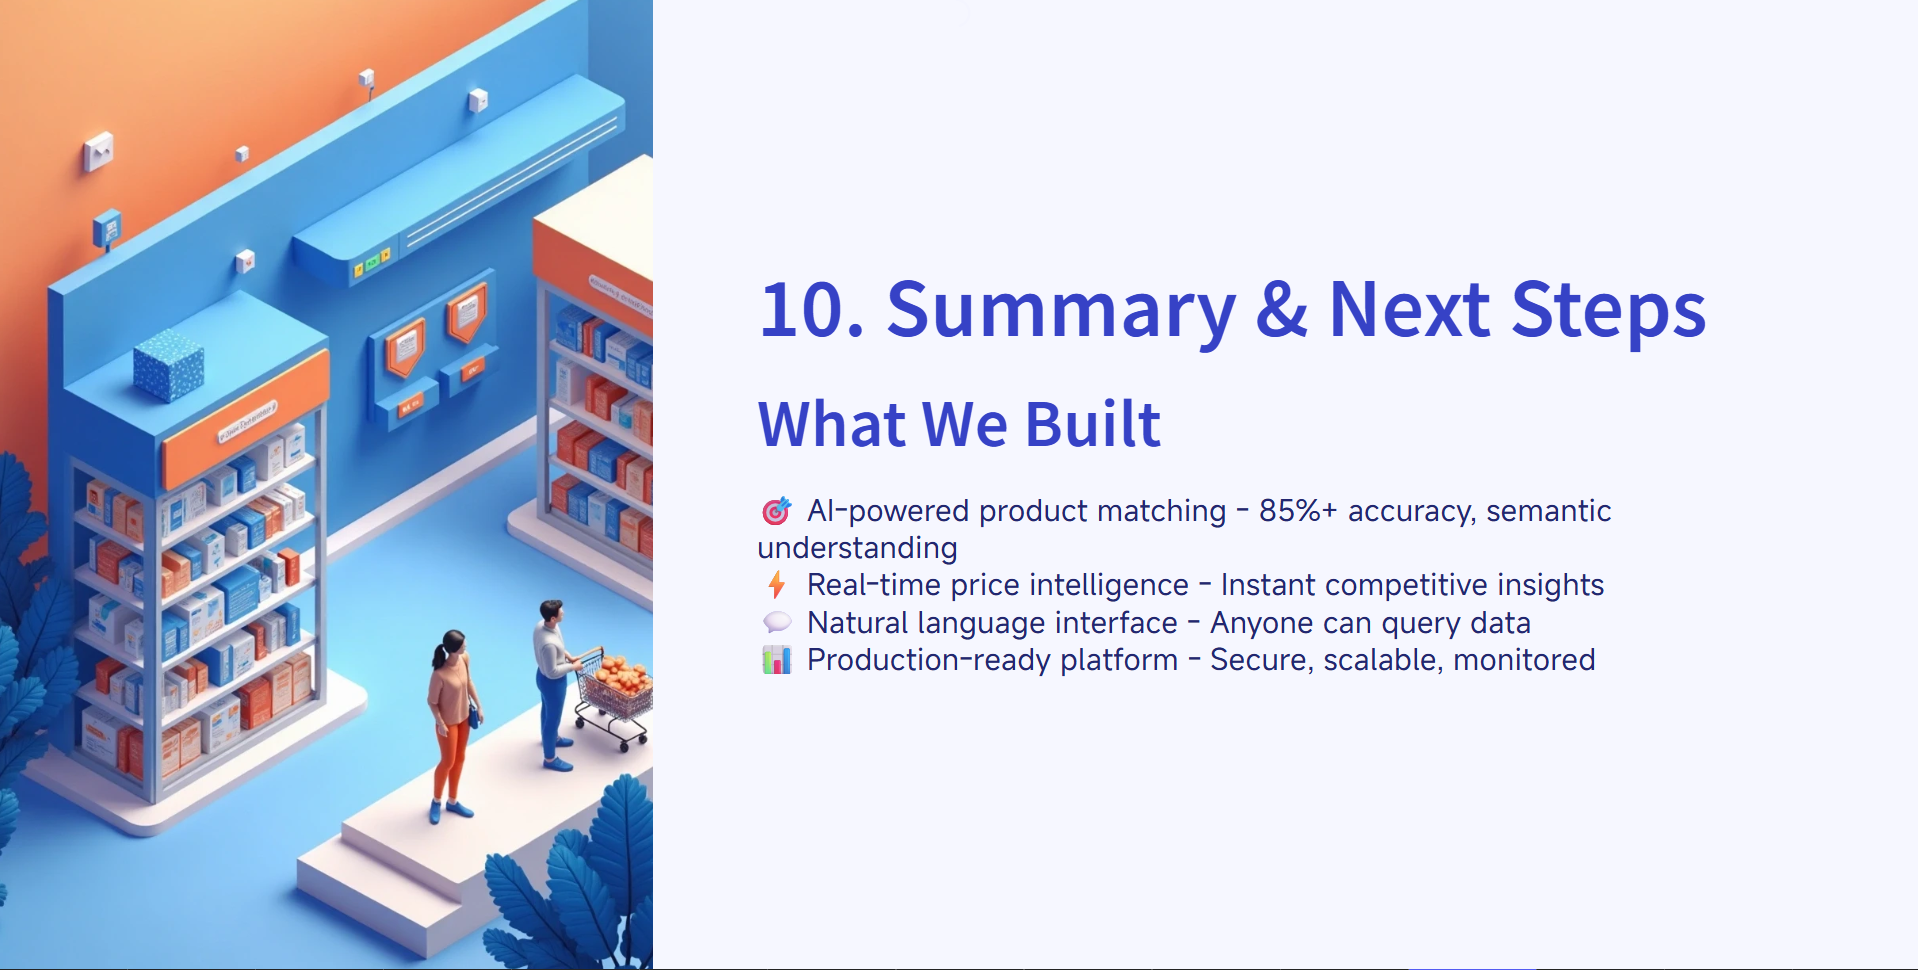 10. Summary & Next Steps
What We Built
🎯 AI-powered product matching - 85%+ accuracy, semantic
understanding
⚡ Real-time price intelligence - Instant competitive insights
💬 Natural language interface - Anyone can query data
📊 Production-ready platform - Secure, scalable, monitored